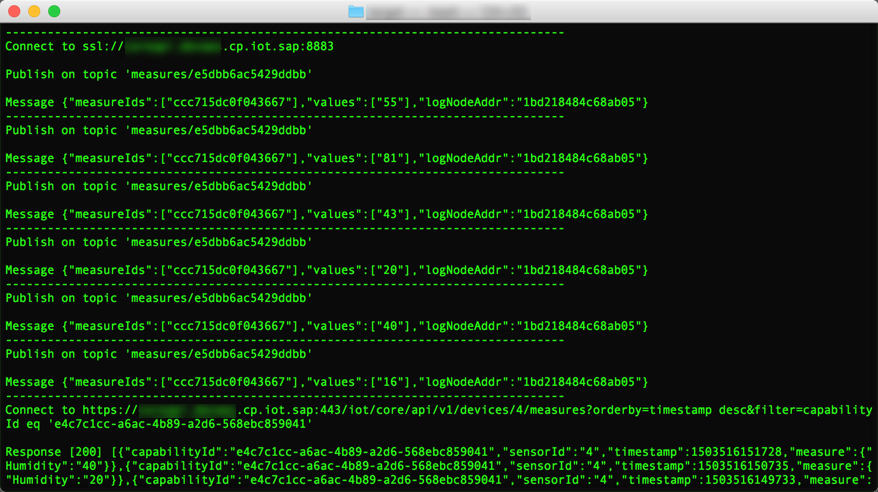 ---------------------------------------------------------------------------------
Connect to ssl:// .cp.iot.sap:8883
Publish on topic 'measures/e5dbb6ac5429ddbb'
Message {"measureIds":["ccc715dc0f043667"],"values":["55"],"logNodeAddr":"1bd218484c68ab05"}
---------------------------------------------------------------------------------
Publish on topic 'measures/e5dbb6ac5429ddbb'
Message {"measureIds":["ccc715dc0f043667"],"values":["81"],"logNodeAddr":"1bd218484c68ab05"}
---------------------------------------------------------------------------------
Publish on topic 'measures/e5dbb6ac5429ddbb'
Message {"measureIds":["ccc715dc0f043667"],"values":["43"],"logNodeAddr":"1bd218484c68ab05"}
---------------------------------------------------------------------------------
Publish on topic 'measures/e5dbb6ac5429ddbb'
Message {"measureIds":["ccc715dc0f043667"],"values":["20"],"logNodeAddr":"1bd218484c68ab05"}
---------------------------------------------------------------------------------
Publish on topic 'measures/e5dbb6ac5429ddbb'
Message {"measureIds":["ccc715dc0f043667"],"values":["40"],"logNodeAddr":"1bd218484c68ab05"}
---------------------------------------------------------------------------------
Publish on topic 'measures/e5dbb6ac5429ddbb'
Message {"measureIds":["ccc715dc0f043667"],"values":["16"],"logNodeAddr":"1bd218484c68ab05"}
---------------------------------------------------------------------------------
Connect to https:// .cp.iot.sap:443/iot/core/api/v1/devices/4/measures?orderby=timestamp desc&filter=capability
Id eq 'e4c7c1cc-a6ac-4b89-a2d6-568ebc859041'
Response [200] [{"capabilityId":"e4c7c1cc-a6ac-4b89-a2d6-568ebc859041","sensorId":"4","timestamp":1503516151728,"measure":{"
Humidity":"40"}},{"capabilityId":"e4c7c1cc-a6ac-4b89-a2d6-568ebc859041","sensorId":"4","timestamp":1503516150735,"measure":{
"Humidity":"20"}},{"capabilityId":"e4c7c1cc-a6ac-4b89-a2d6-568ebc859041","sensorId":"4","timestamp":1503516149733,"measure":